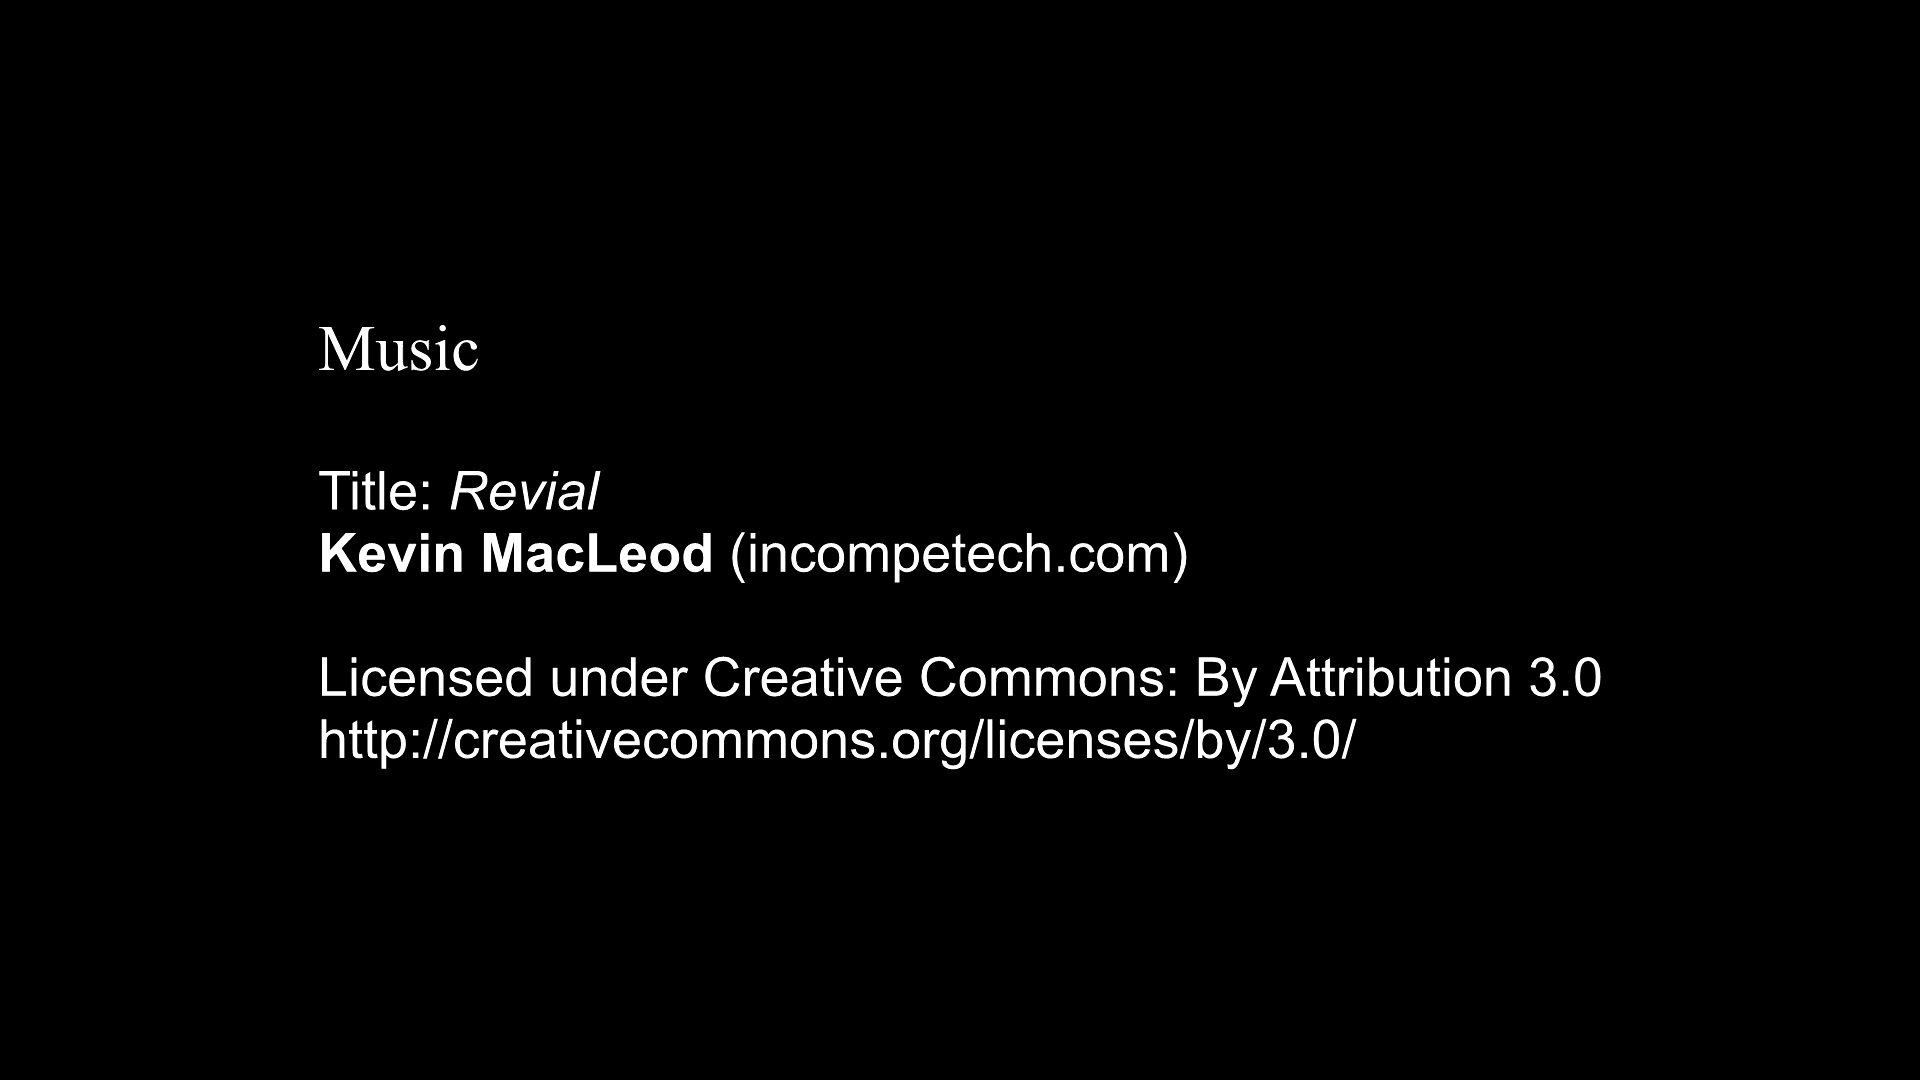 Music
Title: Revial
Kevin MacLeod (incompetech.com)
Licensed under Creative Commons: By Attribution 3.0
http://creativecommons.org/licenses/by/3.0/